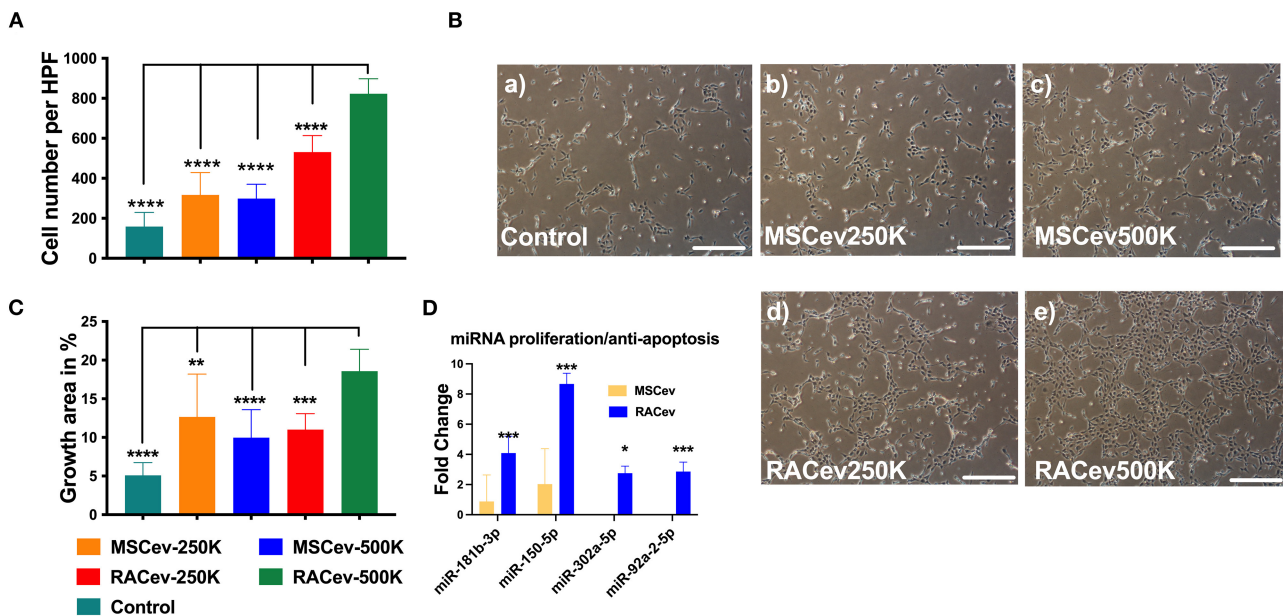 A
Cell number per HPF
1000
800
600
400
200
0
****
****
****
****
B
a)
Control
b)
MSCev250K
c)
MSCev500K
d)
RACev250K
e)
RACev500K
C
Growth area in %
25
20
15
10
5
0
****
**
****
***
MSCev-250K
MSCev-500K
RACev-250K
RACev-500K
Control
D
miRNA proliferation/anti-apoptosis
Fold Change
10
8
6
4
2
0
***
***
*
***
MSCev
RACev
miR-181b-3p
miR-150-5p
miR-302a-5p
miR-92a-2-5p